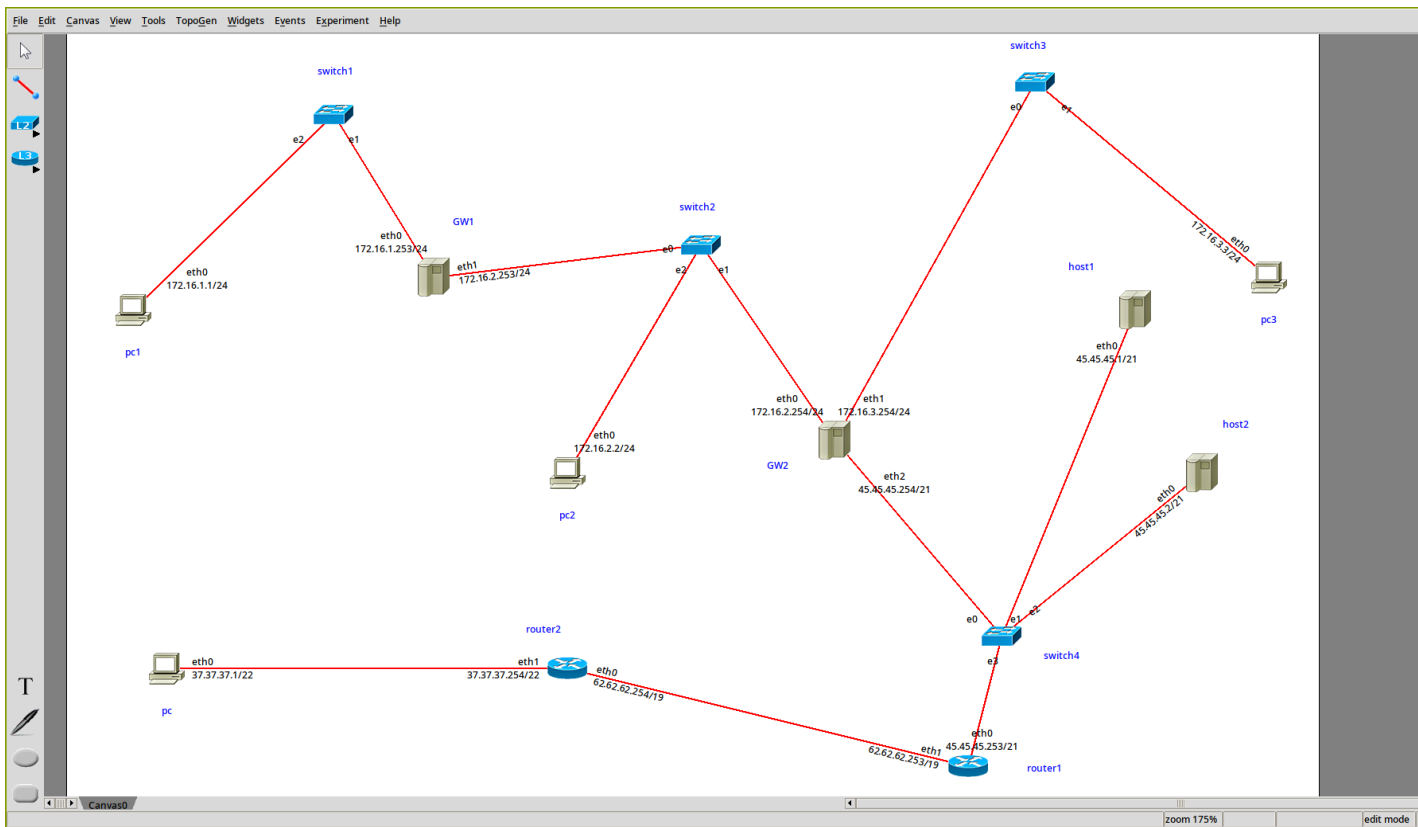 File Edit Canvas View Tools TopoGen Widgets Events Experiment Help
switch3
switch1
e0
e1
e2
e1
L2
L3
switch2
GW1
eth0
172.16.1.253/24
e0
eth1
172.16.2.253/24
e2
e1
eth0
172.16.3.3/24
host1
eth0
172.16.1.1/24
pc3
pc1
eth0
45.45.45.1/21
eth0
172.16.2.254/24
eth1
172.16.3.254/24
host2
eth0
172.16.2.2/24
GW2
eth2
45.45.45.254/21
eth0
45.45.45.2/21
pc2
e0
e1
e2
router2
switch4
e3
eth0
37.37.37.1/22
eth1
37.37.37.254/22
eth0
62.62.62.254/19
T
pc
eth0
45.45.45.253/21
eth1
62.62.62.253/19
router1
Canvas0
zoom 175%
edit mode